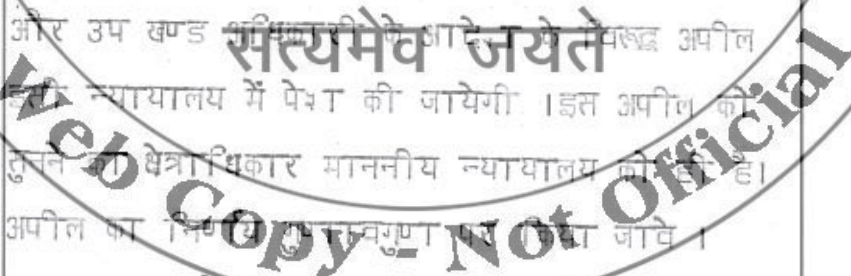 और उप खण्ड अधिकारी के आदेश के विरूद्ध अपील
सत्यमेव जयते
इसी न्यायालय में पेश की जायेगी ।इस अपील को
सुनने का क्षेत्राधिकार माननीय न्यायालय को ही है।
अपील का निर्णय गुणावगुण पर किया जावे ।
Web Copy - Not Official